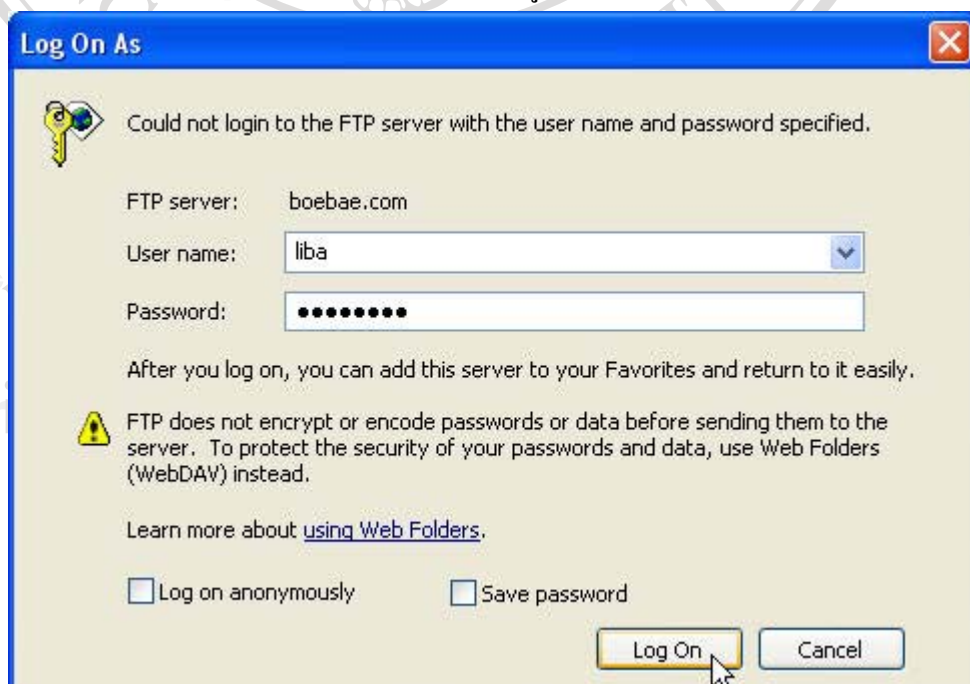 Log On As
Could not login to the FTP server with the user name and password specified.
FTP server: boebae.com
User name: liba
Password: ●●●●●●●●
After you log on, you can add this server to your Favorites and return to it easily.
FTP does not encrypt or encode passwords or data before sending them to the
server. To protect the security of your passwords and data, use Web Folders
(WebDAV) instead.
Learn more about using Web Folders.
Log on anonymously Save password
Log On Cancel